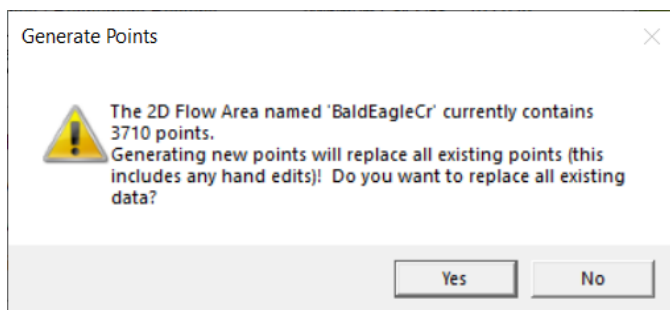 Generate Points
The 2D Flow Area named 'BaldEagleCr' currently contains
3710 points.
Generating new points will replace all existing points (this
includes any hand edits)!  Do you want to replace all existing
data?
Yes
No